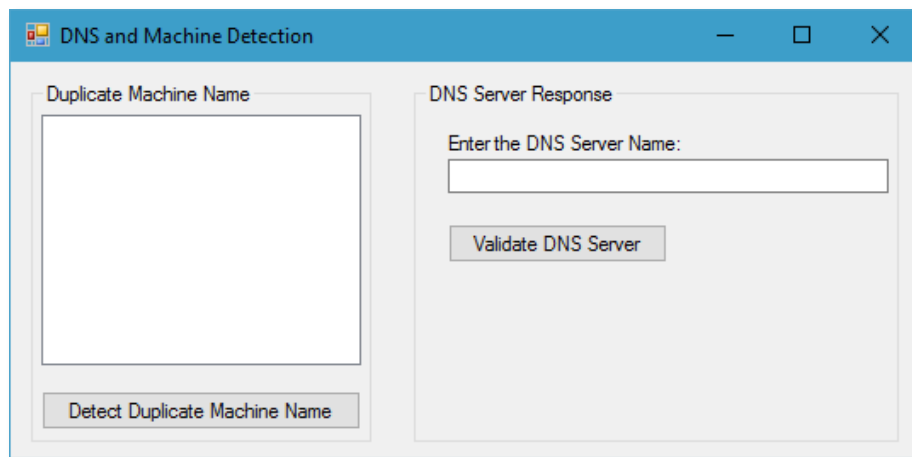 DNS and Machine Detection
Duplicate Machine Name
Detect Duplicate Machine Name
DNS Server Response
Enter the DNS Server Name:
Validate DNS Server